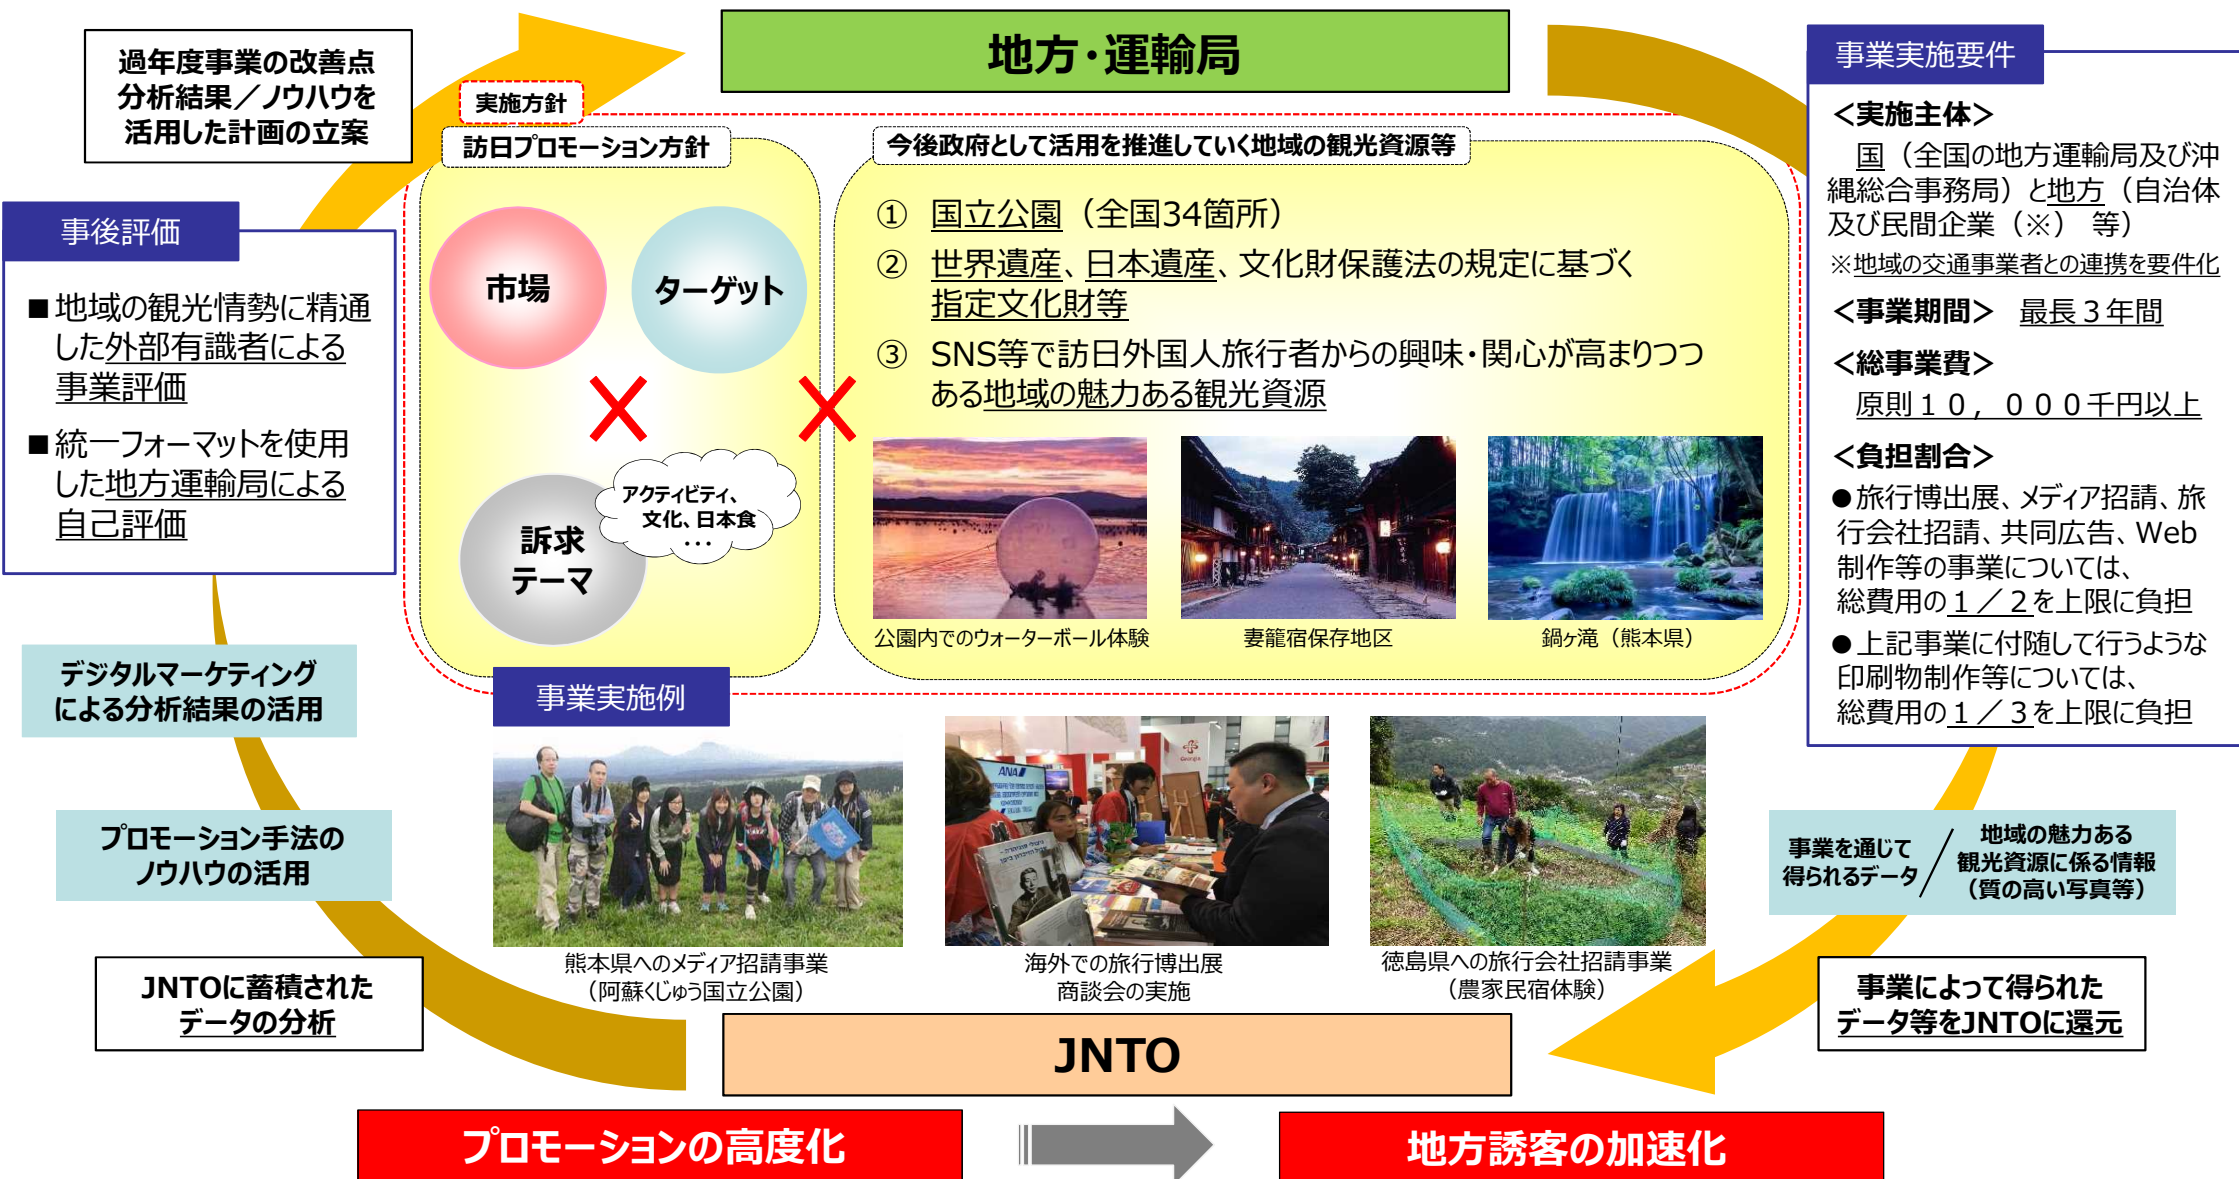 地方・運輸局
過年度事業の改善点
分析結果／ノウハウを
活用した計画の立案
実施方針
訪日プロモーション方針
市場
ターゲット
訴求
テーマ
アクティビティ、
文化、日本食
・・・
今後政府として活用を推進していく地域の観光資源等
① 国立公園（全国34箇所）
② 世界遺産、日本遺産、文化財保護法の規定に基づく
指定文化財等
③ SNS等で訪日外国人旅行者からの興味・関心が高まりつつ
ある地域の魅力ある観光資源
公園内でのウォーターボール体験
妻籠宿保存地区
鍋ヶ滝（熊本県）
事業実施要件
＜実施主体＞
国（全国の地方運輸局及び沖
縄総合事務局）と地方（自治体
及び民間企業（※） 等）
※地域の交通事業者との連携を要件化
＜事業期間＞ 最長３年間
＜総事業費＞
原則１０，０００千円以上
＜負担割合＞
●旅行博出展、メディア招請、旅
行会社招請、共同広告、Web
制作等の事業については、
総費用の１／２を上限に負担
●上記事業に付随して行うような
印刷物制作等については、
総費用の１／３を上限に負担
事後評価
■地域の観光情勢に精通
した外部有識者による
事業評価
■統一フォーマットを使用
した地方運輸局による
自己評価
デジタルマーケティング
による分析結果の活用
プロモーション手法の
ノウハウの活用
JNTOに蓄積された
データの分析
事業実施例
ANA
Georgia
熊本県へのメディア招請事業
（阿蘇くじゅう国立公園）
海外での旅行博出展
商談会の実施
徳島県への旅行会社招請事業
（農家民宿体験）
事業を通じて
得られるデータ
／
地域の魅力ある
観光資源に係る情報
（質の高い写真等）
事業によって得られた
データ等をJNTOに還元
JNTO
プロモーションの高度化
地方誘客の加速化